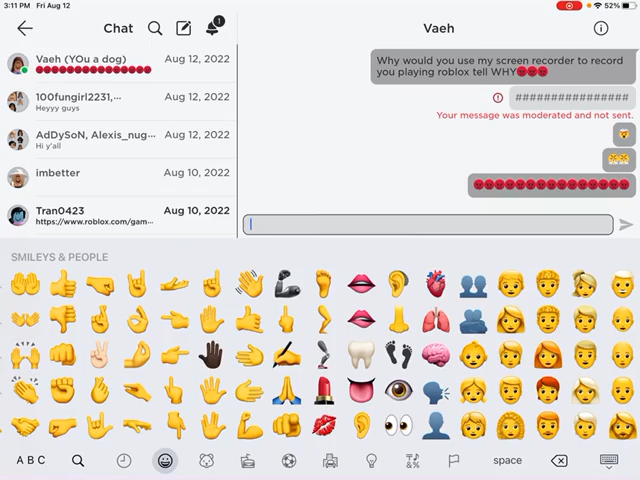 3:11 PM Fri Aug 12
52%
Chat
1
Vaeh
Vaeh (YOu a dog) Aug 12, 2022
100fungirl2231,... Aug 12, 2022
Heyyy guys
AdDySoN, Alexis_nug... Aug 12, 2022
Hi y'all
imbetter Aug 10, 2022
Tran0423 Aug 10, 2022
https://www.roblox.com/gam...
Why would you use my screen recorder to record
you playing roblox tell WHY😡😡😡
################
Your message was moderated and not sent.
SMILEYS & PEOPLE
ABC
space